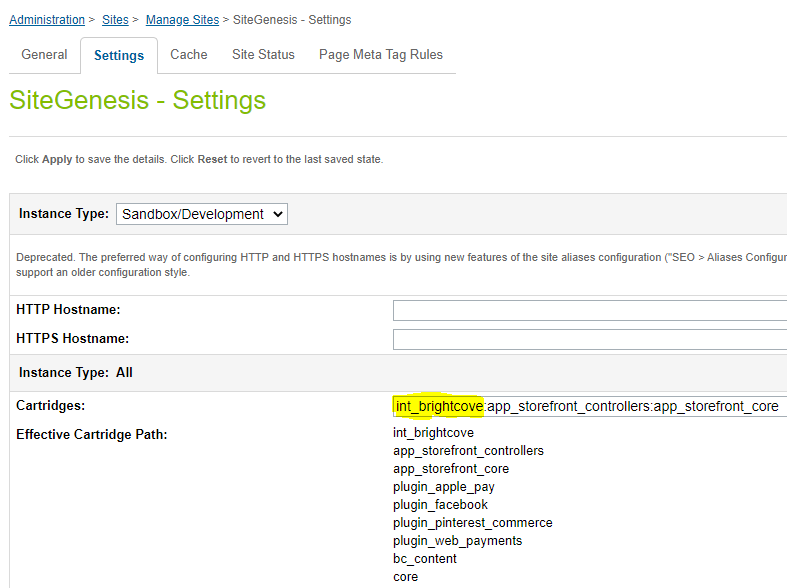 Administration > Sites > Manage Sites > SiteGenesis - Settings
General Settings Cache Site Status Page Meta Tag Rules
SiteGenesis - Settings
Click Apply to save the details. Click Reset to revert to the last saved state.
Instance Type: Sandbox/Development
Deprecated. The preferred way of configuring HTTP and HTTPS hostnames is by using new features of the site aliases configuration ("SEO > Aliases Configur
support an older configuration style.
HTTP Hostname:
HTTPS Hostname:
Instance Type: All
Cartridges: int_brightcove:app_storefront_controllers:app_storefront_core
Effective Cartridge Path: int_brightcove
app_storefront_controllers
app_storefront_core
plugin_apple_pay
plugin_facebook
plugin_pinterest_commerce
plugin_web_payments
bc_content
core